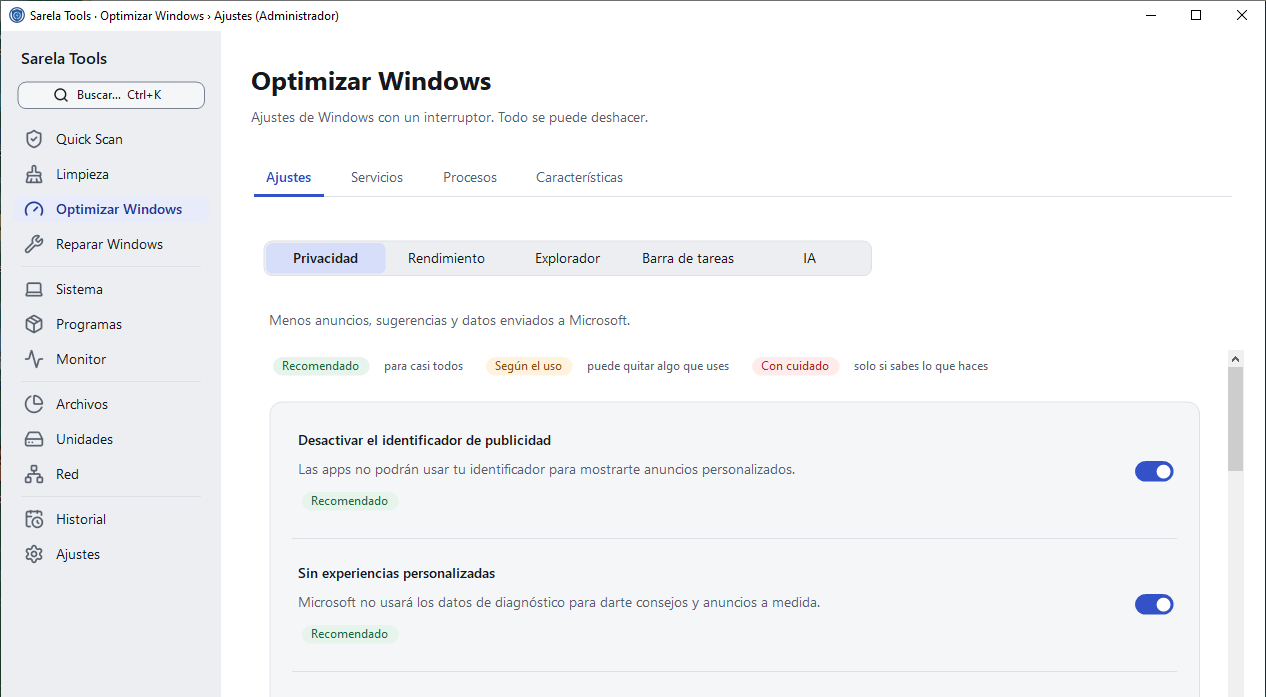 Sarela Tools · Optimizar Windows › Ajustes (Administrador)
Sarela Tools
Buscar... Ctrl+K
Quick Scan
Limpieza
Optimizar Windows
Reparar Windows
Sistema
Programas
Monitor
Archivos
Unidades
Red
Historial
Ajustes
Optimizar Windows
Ajustes de Windows con un interruptor. Todo se puede deshacer.
Ajustes Servicios Procesos Características
Privacidad Rendimiento Explorador Barra de tareas IA
Menos anuncios, sugerencias y datos enviados a Microsoft.
Recomendado para casi todos Según el uso puede quitar algo que uses Con cuidado solo si sabes lo que haces
Desactivar el identificador de publicidad
Las apps no podrán usar tu identificador para mostrarte anuncios personalizados.
Recomendado
Sin experiencias personalizadas
Microsoft no usará los datos de diagnóstico para darte consejos y anuncios a medida.
Recomendado